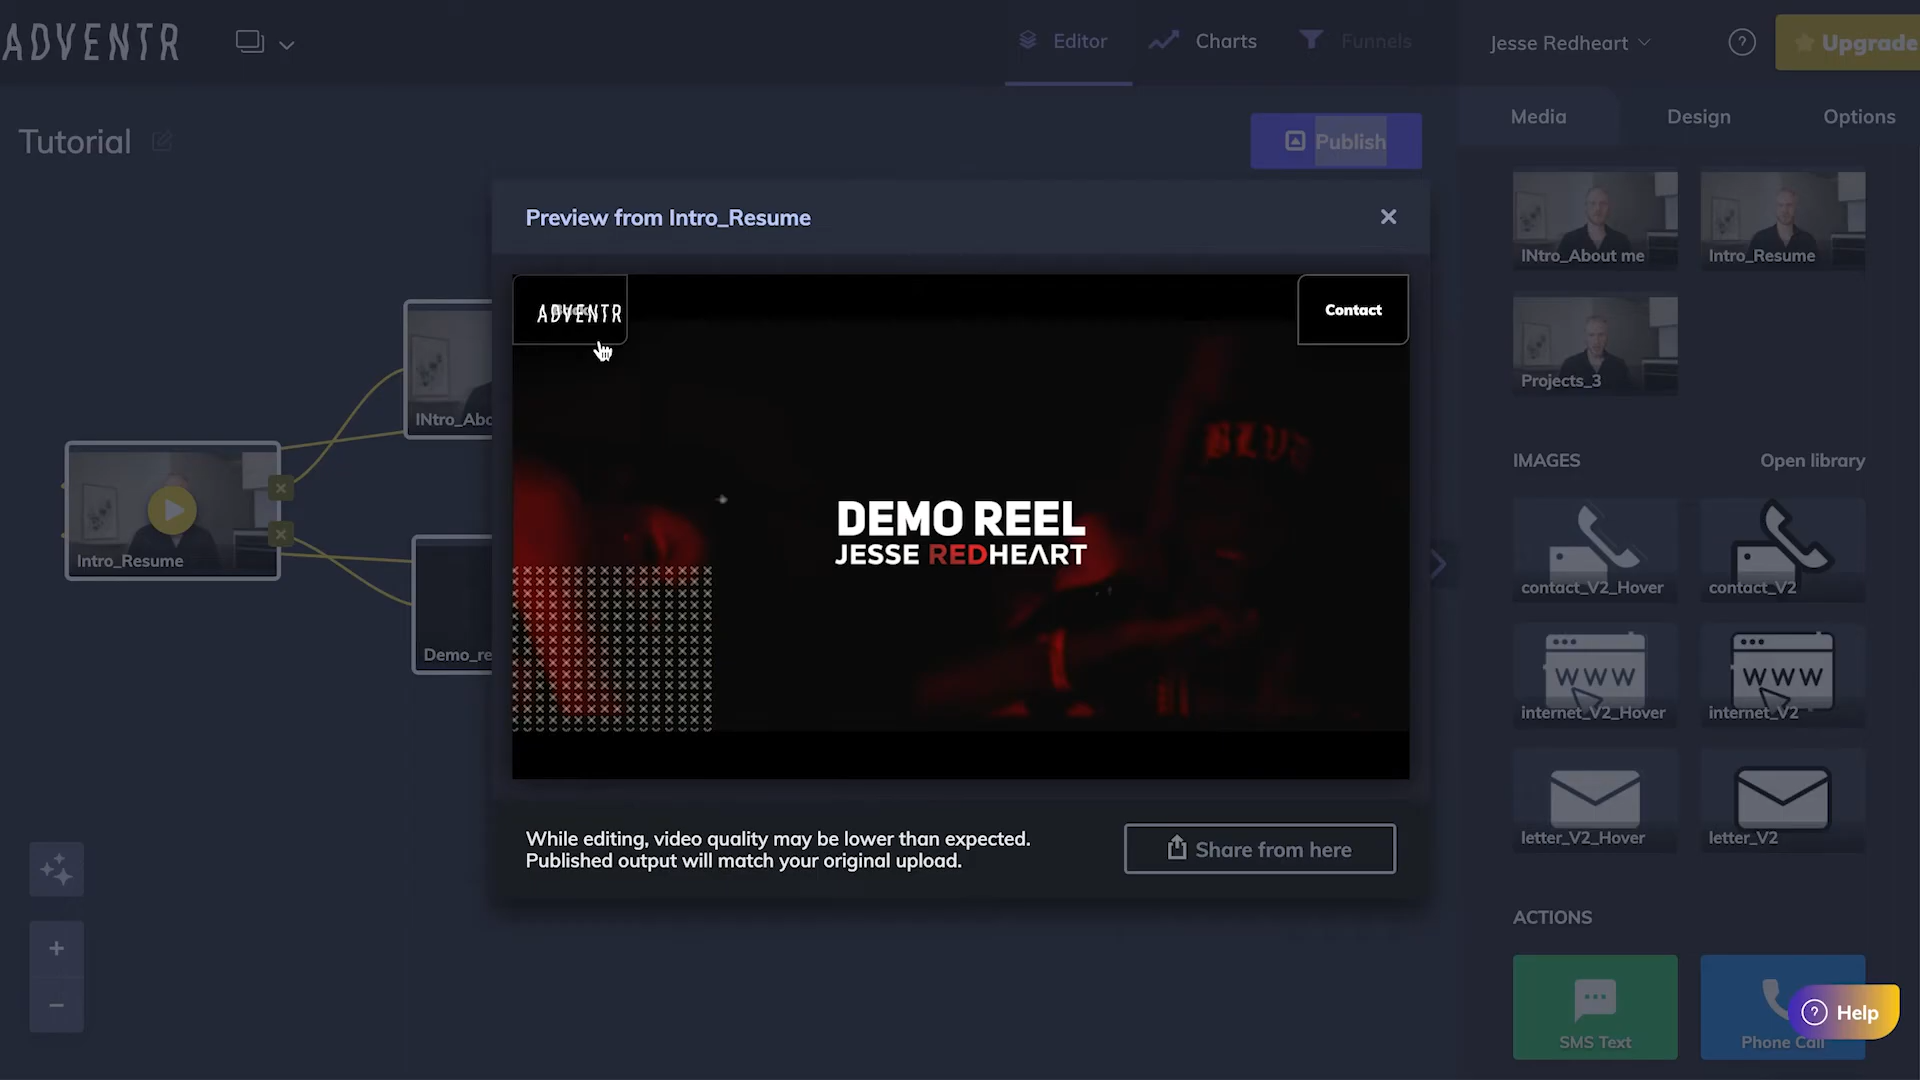 ADVENTR
Editor
Charts
Funnels
Jesse Redheart
?
Upgrade
Tutorial
Publish
Media
Design
Options
Preview from Intro_Resume
ADVENTR
Contact
BLVD
DEMO REEL
JESSE REDHEART
INtro_Abo
Intro_Resume
Demo_re
While editing, video quality may be lower than expected.
Published output will match your original upload.
Share from here
INtro_About me
Intro_Resume
Projects_3
IMAGES
Open library
contact_V2_Hover
contact_V2
WWW
WWW
internet_V2_Hover
internet_V2
letter_V2_Hover
letter_V2
ACTIONS
SMS Text
Phone Call
? Help